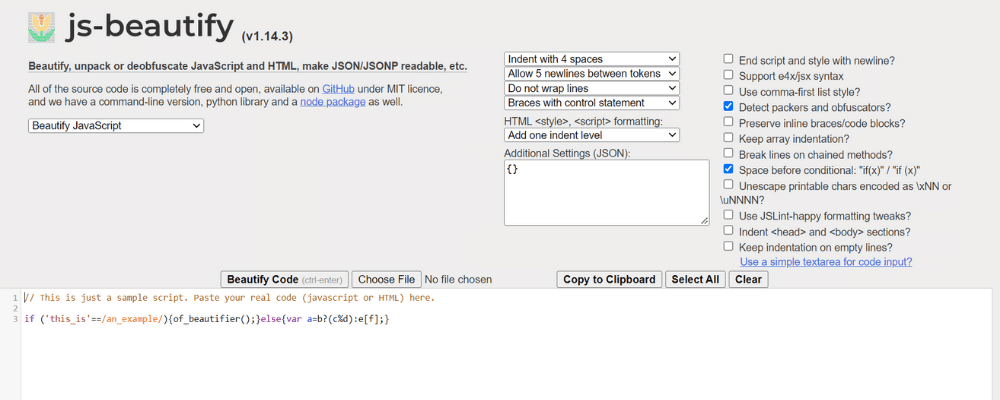 js-beautify (v1.14.3)
Beautify, unpack or deobfuscate JavaScript and HTML, make JSON/JSONP readable, etc.
All of the source code is completely free and open, available on GitHub under MIT licence,
and we have a command-line version, python library and a node package as well.
Beautify JavaScript
Indent with 4 spaces
Allow 5 newlines between tokens
Do not wrap lines
Braces with control statement
HTML <style>, <script> formatting:
Add one indent level
Additional Settings (JSON):
{}
End script and style with newline?
Support e4x/jsx syntax
Use comma-first list style?
Detect packers and obfuscators?
Preserve inline braces/code blocks?
Keep array indentation?
Break lines on chained methods?
Space before conditional: "if(x)" / "if (x)"
Unescape printable chars encoded as \xNN or
\uNNNN?
Use JSLint-happy formatting tweaks?
Indent <head> and <body> sections?
Keep indentation on empty lines?
Use a simple textarea for code input?
Beautify Code (ctrl-enter) Choose File No file chosen Copy to Clipboard Select All Clear
1 // This is just a sample script. Paste your real code (javascript or HTML) here.
2
3 if ('this_is'==/an_example/){of_beautifier();}else{var a=b?(c%d):e[f];}